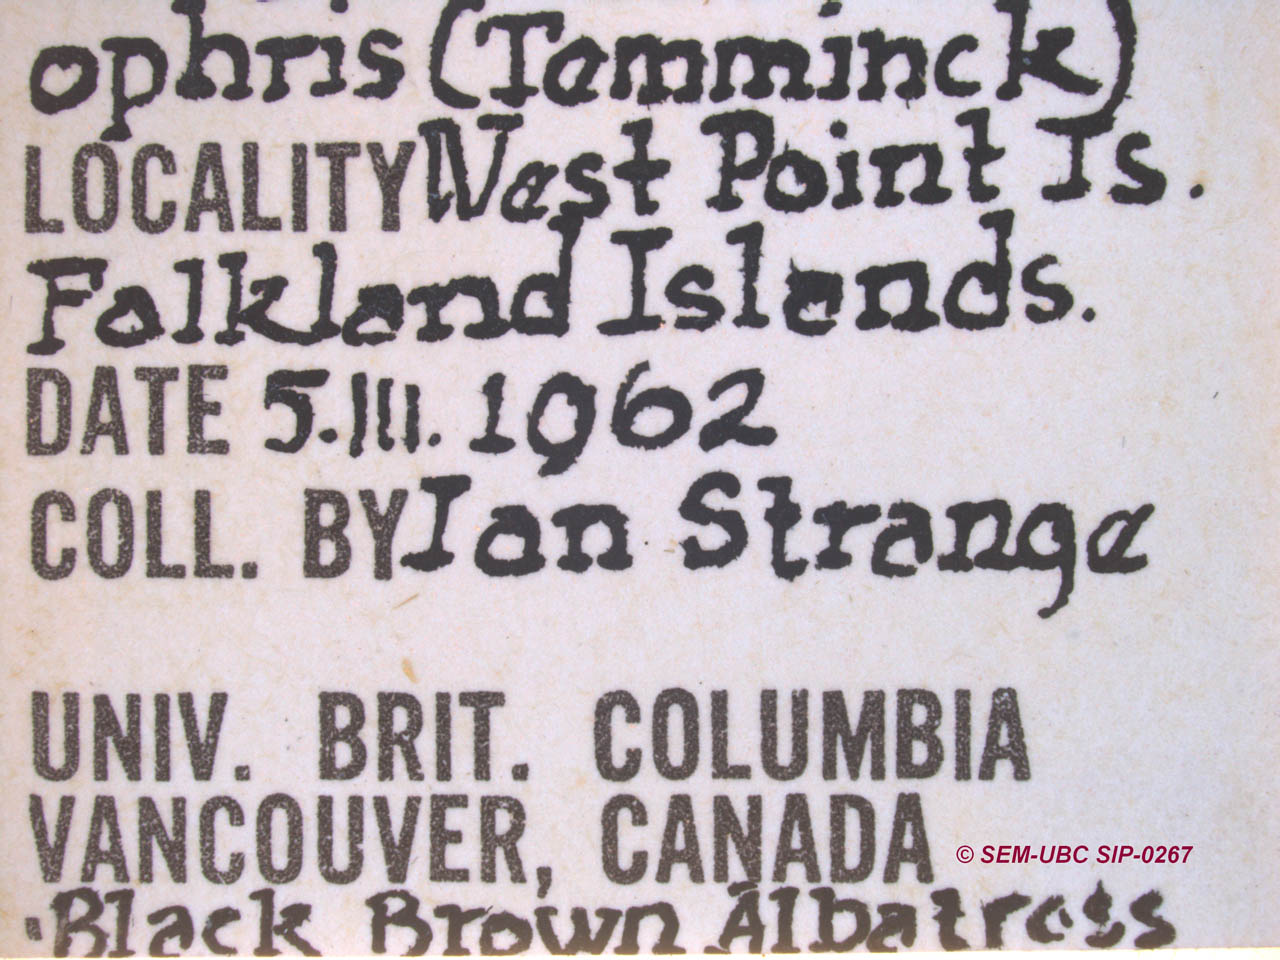 ophris (Temminck)
LOCALITY West Point Is.
Falkland Islands.
DATE 5.III.1962
COLL. BY Ian Strange
UNIV. BRIT. COLUMBIA
VANCOUVER, CANADA
© SEM-UBC SIP-0267
Black Brown Albatross